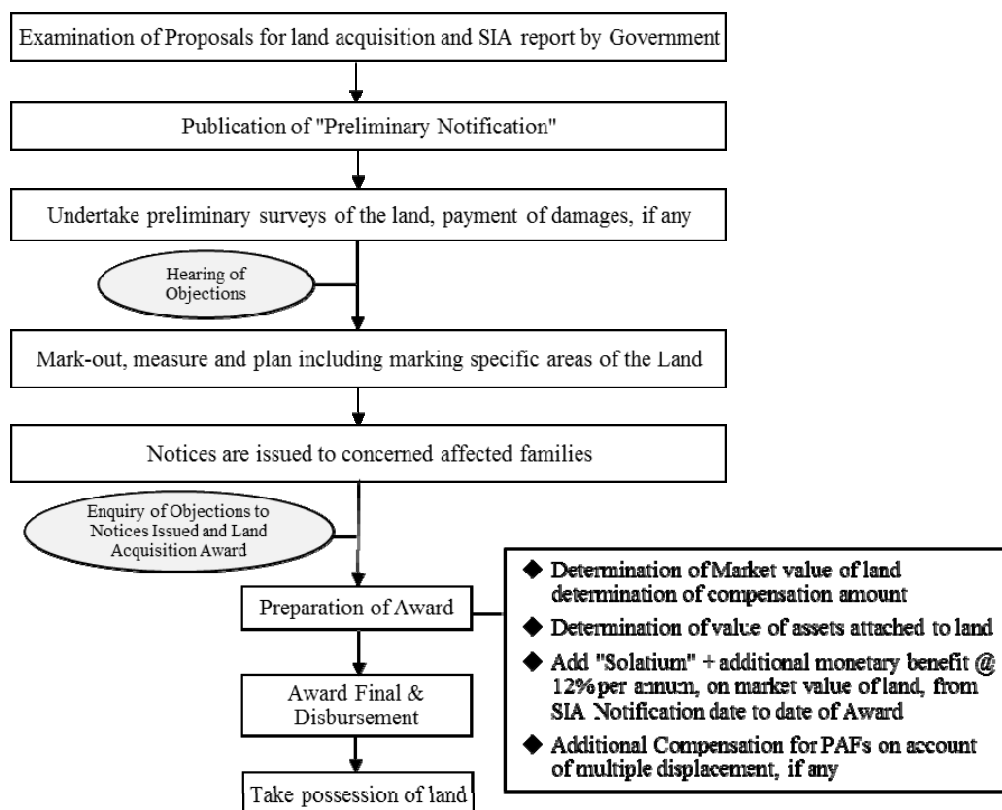 Examination of Proposals for land acquisition and SIA report by Government
Publication of "Preliminary Notification"
Undertake preliminary surveys of the land, payment of damages, if any
Hearing of
Objections
Mark-out, measure and plan including marking specific areas of the Land
Notices are issued to concerned affected families
Enquiry of Objections to
Notices Issued and Land
Acquisition Award
Preparation of Award
◆ Determination of Market value of land
determination of compensation amount
◆ Determination of value of assets attached to land
◆ Add "Solatium" + additional monetary benefit @
12% per annum, on market value of land, from
SIA Notification date to date of Award
◆ Additional Compensation for PAFs on account
of multiple displacement, if any
Award Final &
Disbursement
Take possession of land